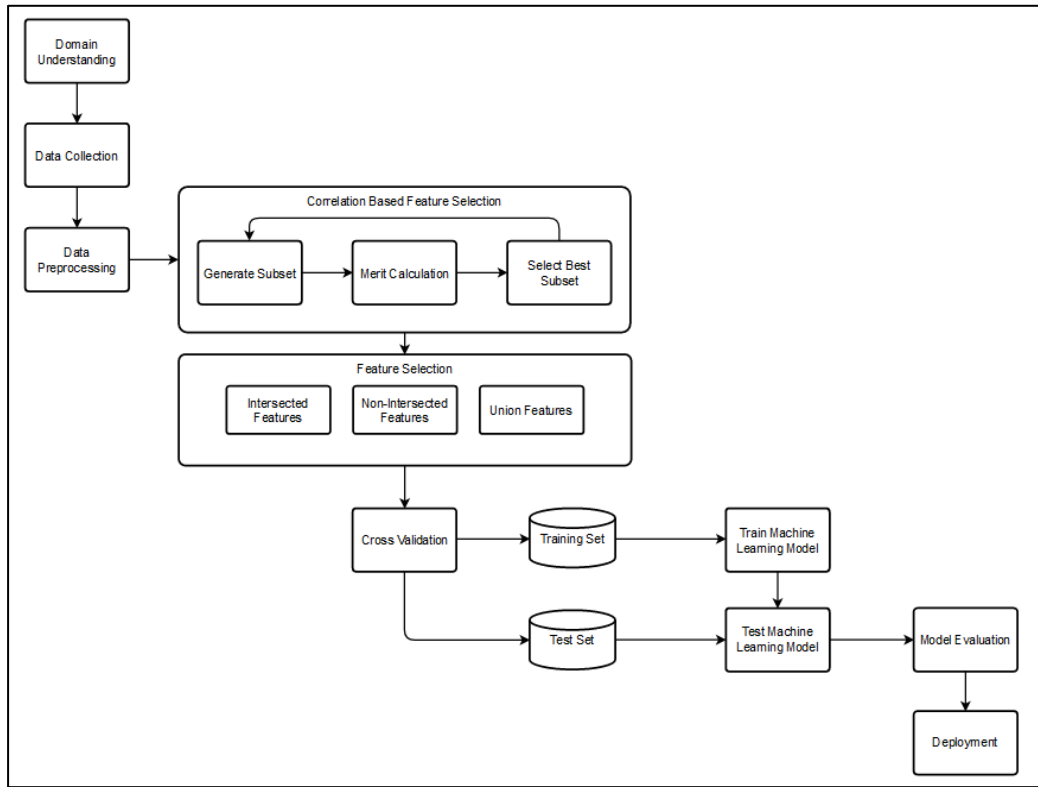 Domain
Understanding
Data Collection
Data
Preprocessing
Correlation Based Feature Selection
Generate Subset
Merit Calculation
Select Best
Subset
Feature Selection
Intersected
Features
Non-Intersected
Features
Union Features
Cross Validation
Training Set
Train Machine
Learning Model
Test Set
Test Machine
Learning Model
Model Evaluation
Deployment